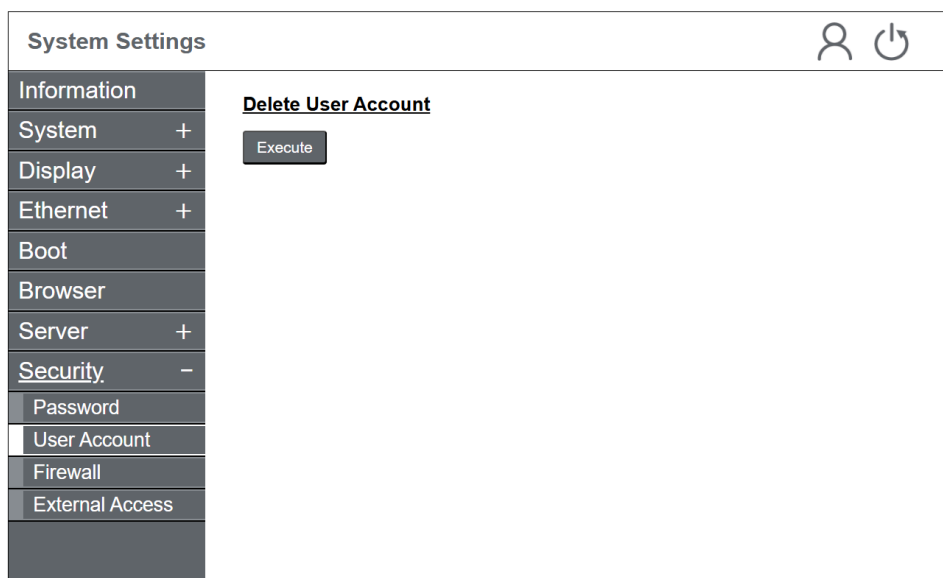 System Settings
Information
System +
Display +
Ethernet +
Boot
Browser
Server +
Security -
Password
User Account
Firewall
External Access
Delete User Account
Execute